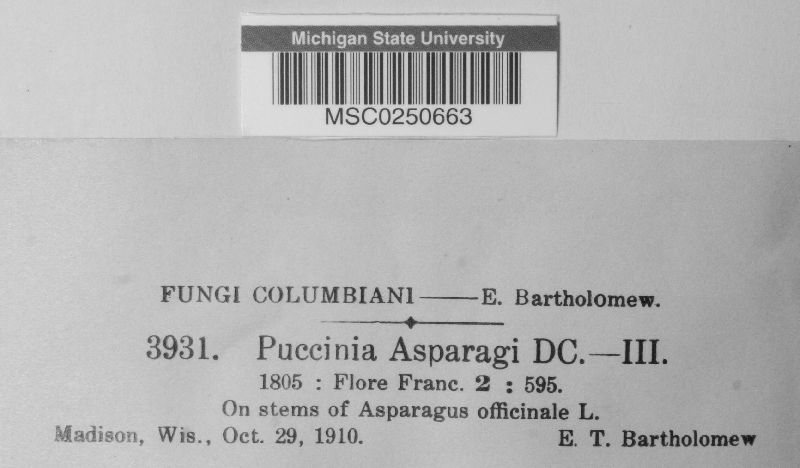 Michigan State University
MSC0250663
FUNGI COLUMBIANI——E. Bartholomew.
3931. Puccinia Asparagi DC.—III.
1805 : Flore Franc. 2 : 595.
On stems of Asparagus officinale L.
Madison, Wis., Oct. 29, 1910. E. T. Bartholomew